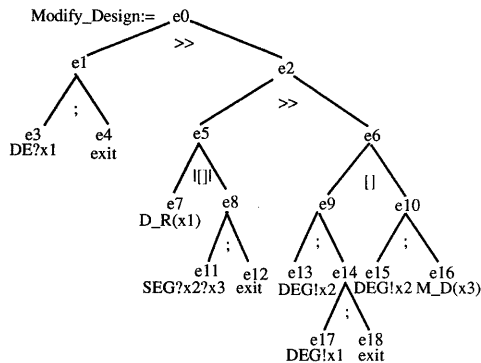 Modify_Design:= e0
>>
e1
e2
;
>>
e3
e4
DE?x1
exit
e5
e6
|[]|
[]
e7
e8
e9
e10
D_R(x1)
;
;
;
e11
e12
e13
e14
e15
e16
SEG?x2?x3
exit
DEG!x2
DEG!x2
M_D(x3)
;
e17
e18
DEG!x1
exit